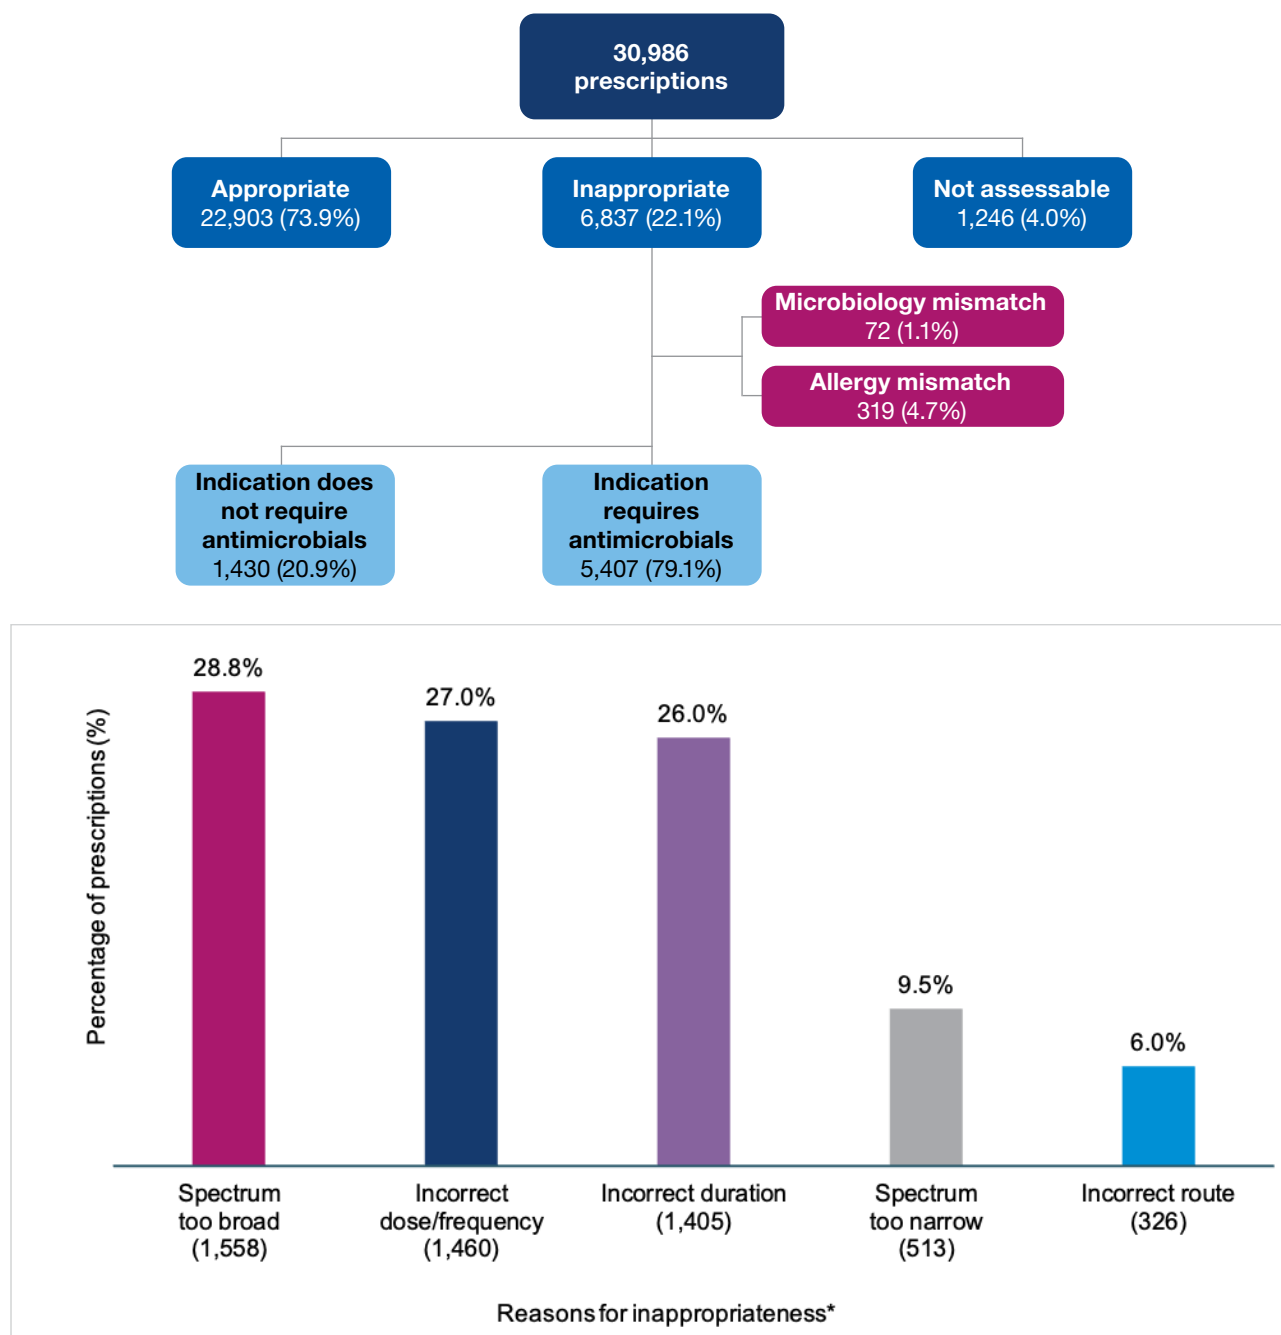 30,986
prescriptions
Appropriate
22,903 (73.9%)
Inappropriate
6,837 (22.1%)
Not assessable
1,246 (4.0%)
Microbiology mismatch
72 (1.1%)
Allergy mismatch
319 (4.7%)
Indication does
not require
antimicrobials
1,430 (20.9%)
Indication
requires
antimicrobials
5,407 (79.1%)
Percentage of prescriptions (%)
28.8%
27.0%
26.0%
9.5%
6.0%
Spectrum
too broad
(1,558)
Incorrect
dose/frequency
(1,460)
Incorrect duration
(1,405)
Spectrum
too narrow
(513)
Incorrect route
(326)
Reasons for inappropriateness*